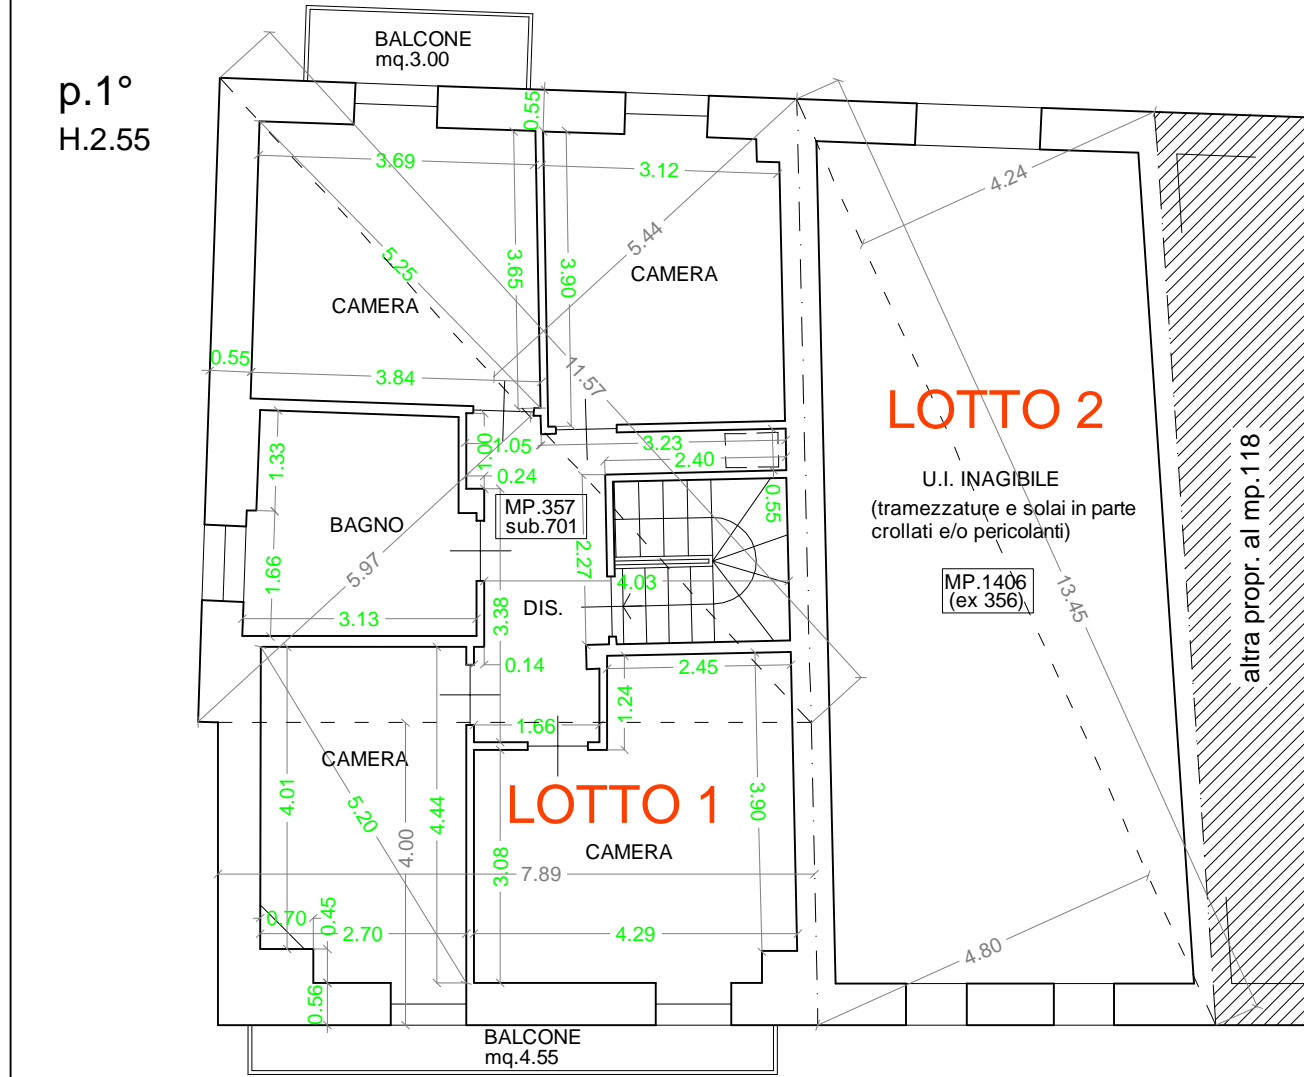 BALCONE
mq.3.00
p.1°
H.2.55
0.55
3.69
3.12
4.24
5.44
5.25
3.65
3.90
CAMERA
CAMERA
0.55
3.84
11.57
LOTTO 2
1.33
1.00
1.05
3.23
2.40
0.24
0.55
U.I. INAGIBILE
(tramezzature e solai in parte
crollati e/o pericolanti)
MP.357
sub.701
BAGNO
altra propr. al mp.118
5.97
1.66
2.27
4.03
MP.1406
(ex 356)
13.45
3.13
3.38
DIS.
0.14
2.45
1.24
1.66
CAMERA
4.01
5.20
4.00
4.44
LOTTO 1
3.90
CAMERA
3.08
7.89
0.70
0.45
2.70
4.29
4.80
0.56
BALCONE
mq.4.55